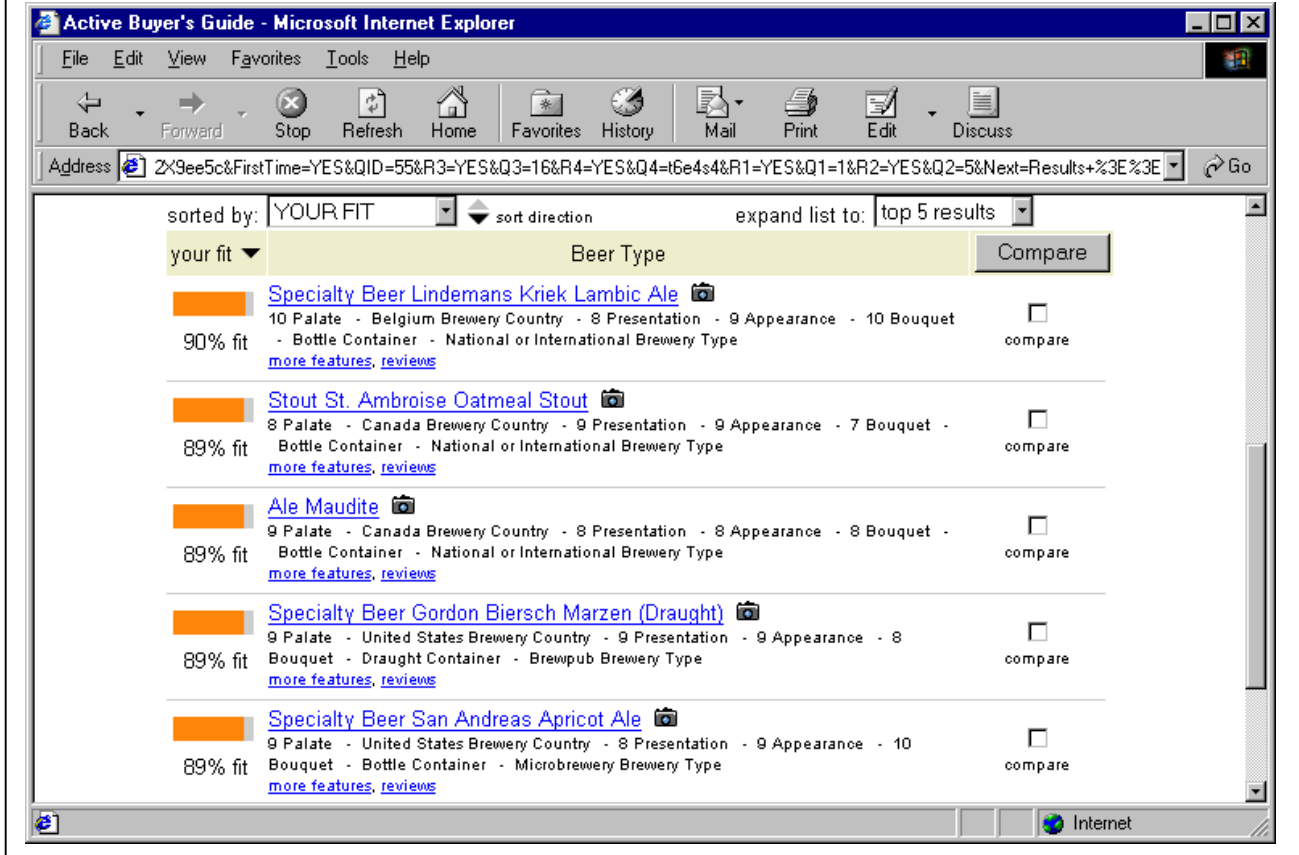 Active Buyer's Guide - Microsoft Internet Explorer
File Edit View Favorites Tools Help
Back Forward Stop Refresh Home Favorites History Mail Print Edit Discuss
Address 2X9ee5c&FirstTime=YES&QID=55&R3=YES&Q3=16&R4=YES&Q4=t6e4s4&R1=YES&Q1=1&R2=YES&Q2=5&Next=Results+%3E%3E Go
sorted by: YOUR FIT sort direction expand list to: top 5 results
your fit Beer Type Compare
Specialty Beer Lindemans Kriek Lambic Ale
10 Palate - Belgium Brewery Country - 8 Presentation - 9 Appearance - 10 Bouquet
90% fit - Bottle Container - National or International Brewery Type compare
more features, reviews
Stout St. Ambroise Oatmeal Stout
8 Palate - Canada Brewery Country - 9 Presentation - 9 Appearance - 7 Bouquet -
89% fit Bottle Container - National or International Brewery Type compare
more features, reviews
Ale Maudite
9 Palate - Canada Brewery Country - 8 Presentation - 8 Appearance - 8 Bouquet -
89% fit Bottle Container - National or International Brewery Type compare
more features, reviews
Specialty Beer Gordon Biersch Marzen (Draught)
9 Palate - United States Brewery Country - 9 Presentation - 9 Appearance - 8
89% fit Bouquet - Draught Container - Brewpub Brewery Type compare
more features, reviews
Specialty Beer San Andreas Apricot Ale
9 Palate - United States Brewery Country - 8 Presentation - 9 Appearance - 10
89% fit Bouquet - Bottle Container - Microbrewery Brewery Type compare
more features, reviews
Internet